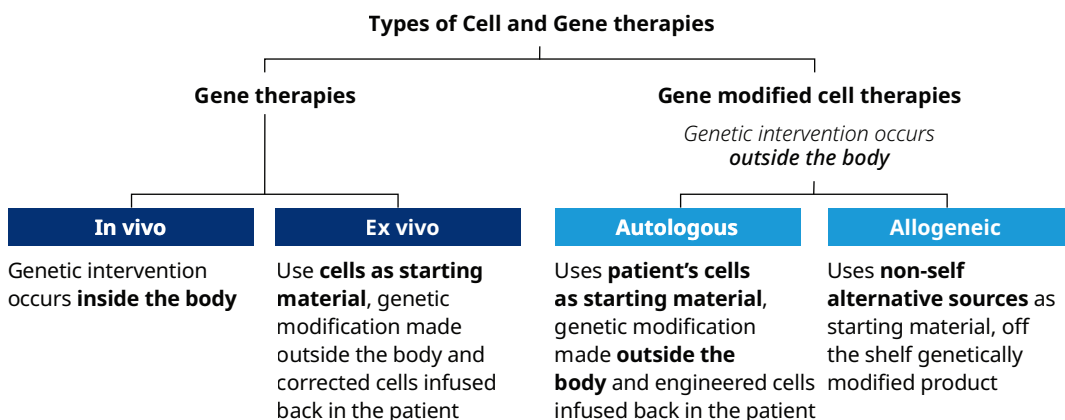 Types of Cell and Gene therapies
Gene therapies
Gene modified cell therapies
Genetic intervention occurs
outside the body
In vivo
Genetic intervention
occurs inside the body
Ex vivo
Use cells as starting
material, genetic
modification made
outside the body and
corrected cells infused
back in the patient
Autologous
Uses patient’s cells
as starting material,
genetic modification
made outside the
body and engineered cells
infused back in the patient
Allogeneic
Uses non-self
alternative sources as
starting material, off
the shelf genetically
modified product